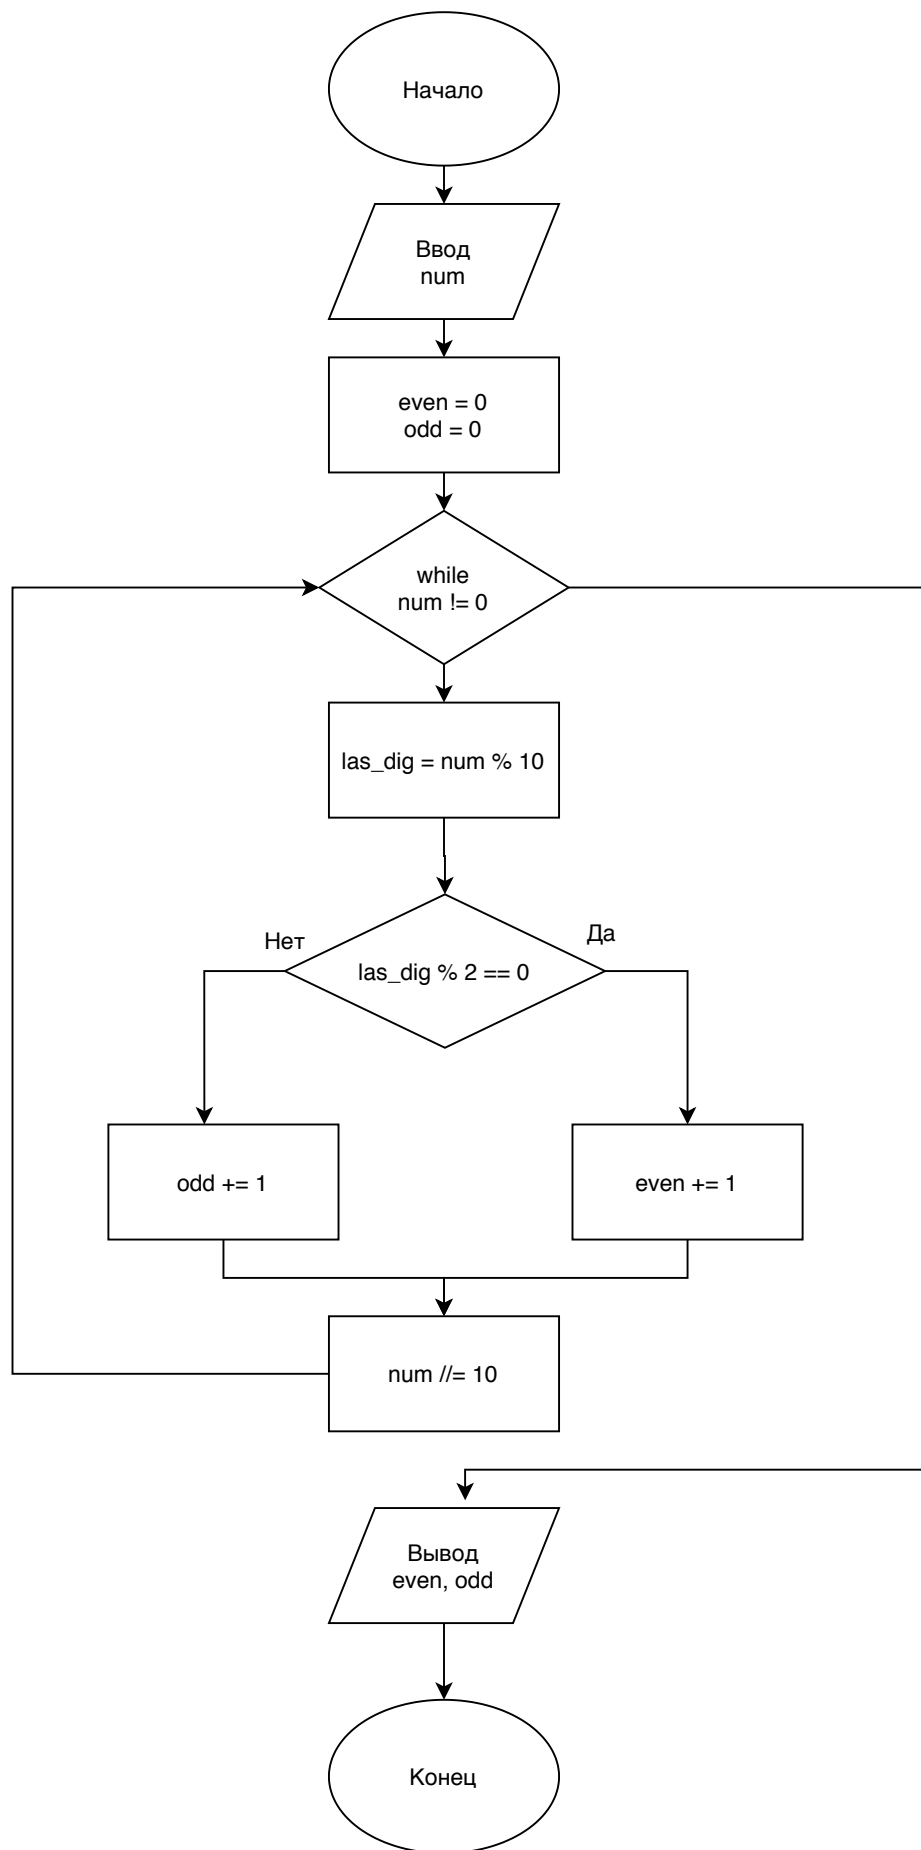 Начало
Ввод
num
even = 0
odd = 0
while
num != 0
las_dig = num % 10
Нет
Да
las_dig % 2 == 0
odd += 1
even += 1
num //= 10
Вывод
even, odd
Конец